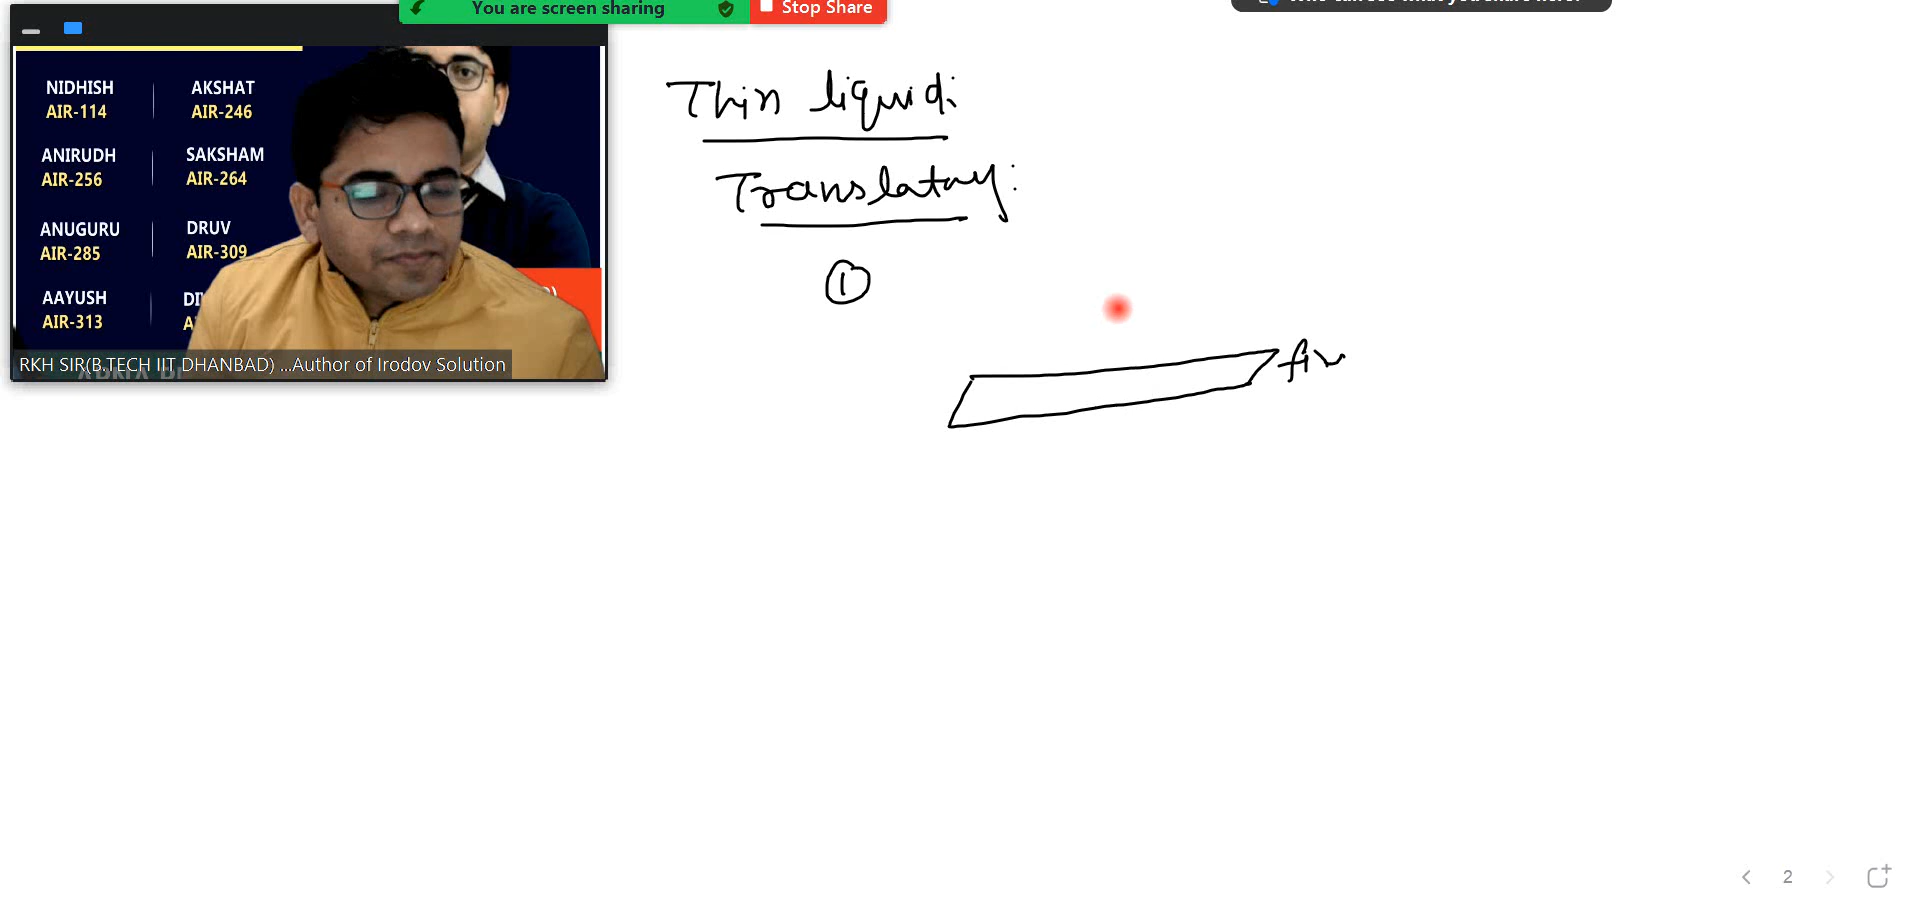 You are screen sharing
Stop Share
NIDHISH
AIR-114
AKSHAT
AIR-246
ANIRUDH
AIR-256
SAKSHAM
AIR-264
ANUGURU
AIR-285
DRUV
AIR-309
AAYUSH
AIR-313
RKH SIR(B.TECH IIT DHANBAD) ...Author of Irodov Solution
Thin liquid:
Translatory:
1
fix
2